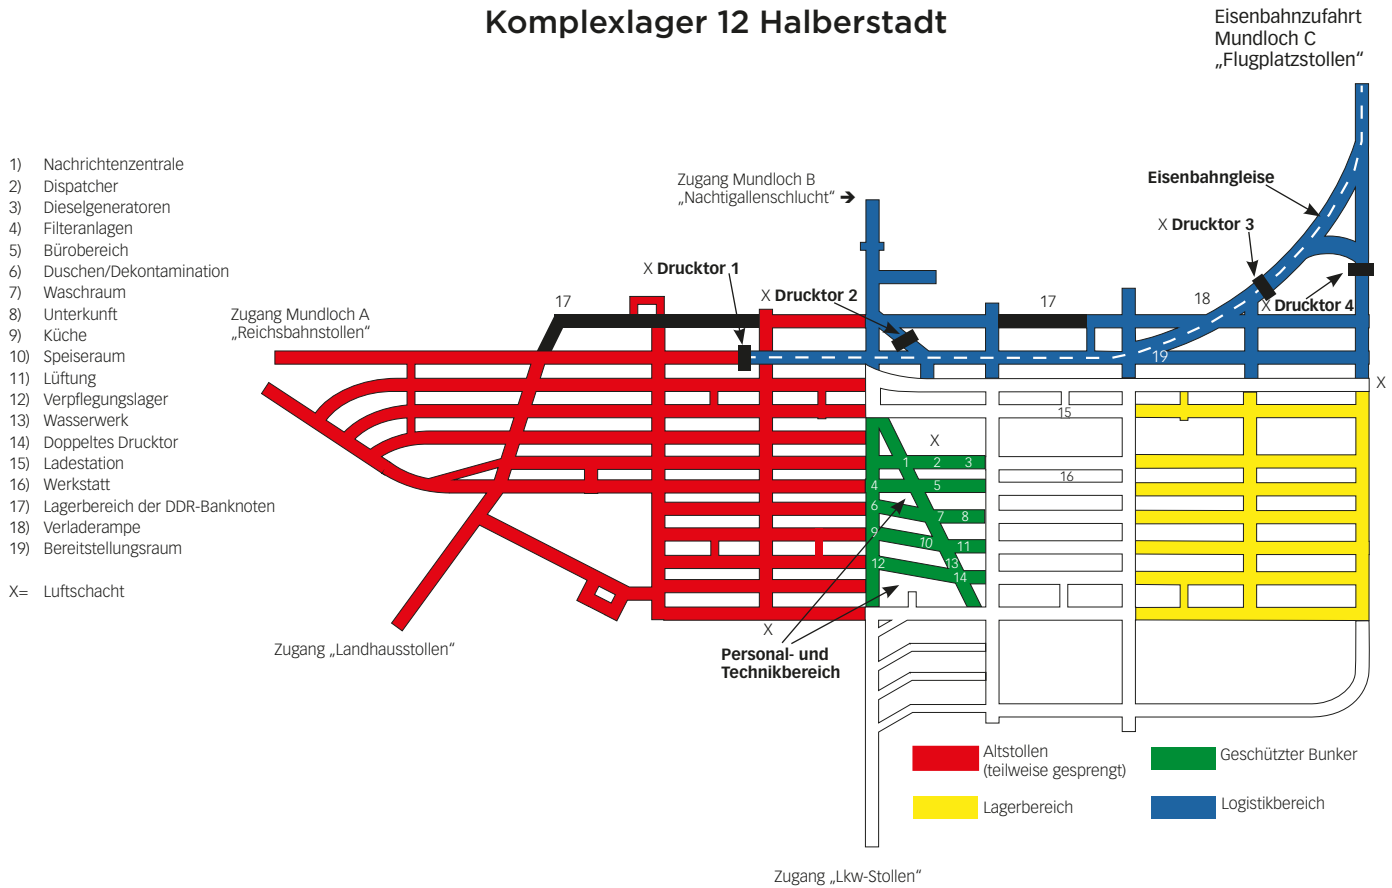 Komplexlager 12 Halberstadt
Eisenbahnzufahrt
Mundloch C
„Flugplatzstollen“
1) Nachrichtenzentrale
2) Dispatcher
3) Dieselgeneratoren
4) Filteranlagen
5) Bürobereich
6) Duschen/Dekontamination
7) Waschraum
8) Unterkunft
9) Küche
10) Speiseraum
11) Lüftung
12) Verpflegungslager
13) Wasserwerk
14) Doppeltes Drucktor
15) Ladestation
16) Werkstatt
17) Lagerbereich der DDR-Banknoten
18) Verladerampe
19) Bereitstellungsraum
X= Luftschacht
Zugang Mundloch B
„Nachtigallenschlucht“ ➔
Eisenbahngleise
X Drucktor 3
X Drucktor 1
X Drucktor 2
X Drucktor 4
17
17
18
Zugang Mundloch A
„Reichsbahnstollen“
19
X
15
X
1 2 3
16
4 5
6
7 8
9
10 11
12 13
14
X
Zugang „Landhausstollen“
Personal- und
Technikbereich
Altstollen
(teilweise gesprengt)
Geschützter Bunker
Lagerbereich
Logistikbereich
Zugang „Lkw-Stollen“